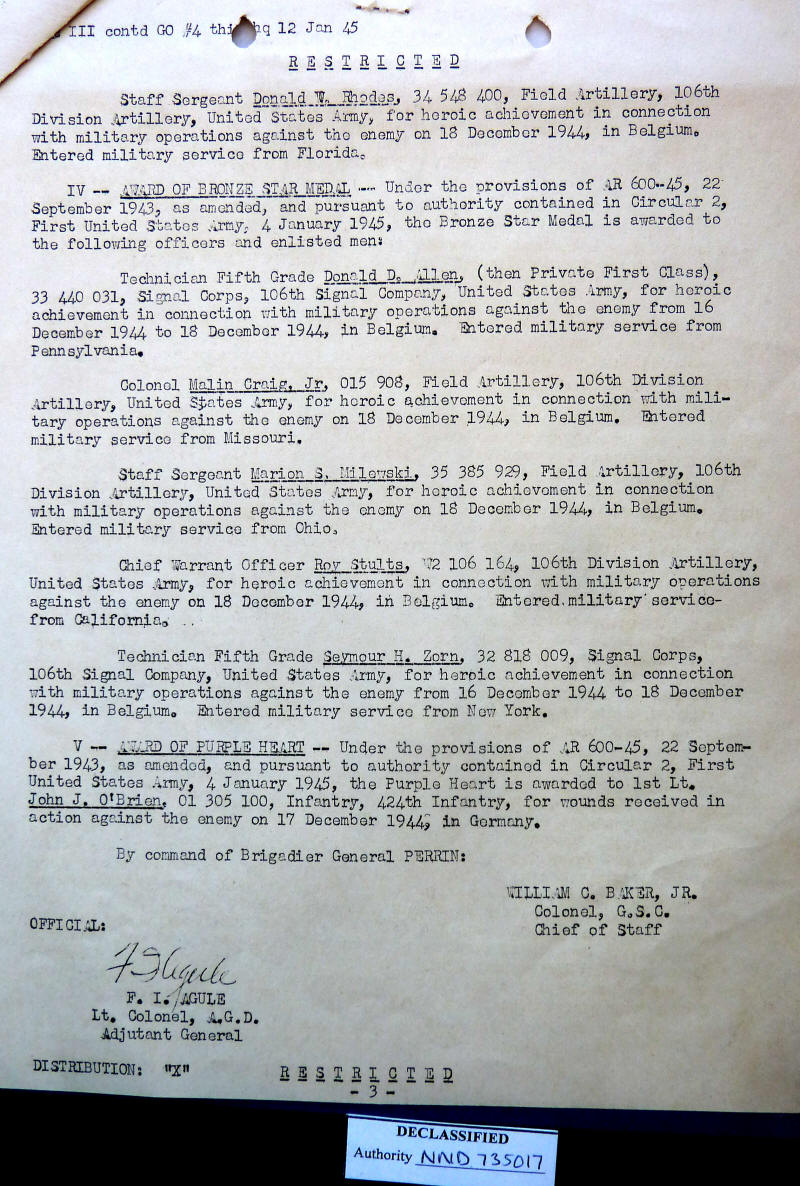 III contd GO #4 this hq 12 Jan 45
R E S T R I C T E D
Staff Sergeant Donald W. Rhodes, 34 548 400, Field Artillery, 106th
Division Artillery, United States Army, for heroic achievement in connection
with military operations against the enemy on 18 December 1944, in Belgium.
Entered military service from Florida.
IV -- AWARD OF BRONZE STAR MEDAL -- Under the provisions of AR 600-45, 22
September 1943, as amended, and pursuant to authority contained in Circular 2,
First United States Army, 4 January 1945, the Bronze Star Medal is awarded to
the following officers and enlisted men:
Technician Fifth Grade Donald D. Allen, (then Private First Class),
33 440 031, Signal Corps, 106th Signal Company, United States Army, for heroic
achievement in connection with military operations against the enemy from 16
December 1944 to 18 December 1944, in Belgium. Entered military service from
Pennsylvania.
Colonel Malin Craig, Jr, 015 908, Field Artillery, 106th Division
Artillery, United States Army, for heroic achievement in connection with mili-
tary operations against the enemy on 18 December 1944, in Belgium. Entered
military service from Missouri.
Staff Sergeant Marion S. Milewski, 35 385 929, Field Artillery, 106th
Division Artillery, United States Army, for heroic achievement in connection
with military operations against the enemy on 18 December 1944, in Belgium.
Entered military service from Ohio.
Chief Warrant Officer Roy Stults, W2 106 164, 106th Division Artillery,
United States Army, for heroic achievement in connection with military operations
against the enemy on 18 December 1944, in Belgium. Entered military service
from California.
Technician Fifth Grade Seymour H. Zorn, 32 818 009, Signal Corps,
106th Signal Company, United States Army, for heroic achievement in connection
with military operations against the enemy from 16 December 1944 to 18 December
1944, in Belgium. Entered military service from New York.
V -- AWARD OF PURPLE HEART -- Under the provisions of AR 600-45, 22 Septem-
ber 1943, as amended, and pursuant to authority contained in Circular 2, First
United States Army, 4 January 1945, the Purple Heart is awarded to 1st Lt.
John J. O'Brien, 01 305 100, Infantry, 424th Infantry, for wounds received in
action against the enemy on 17 December 1944, in Germany.
By command of Brigadier General PERRIN:
WILLIAM C. BAKER, JR.
Colonel, G.S.C.
Chief of Staff
OFFICIAL:
F I Agule
F. I. AGULE
Lt. Colonel, A.G.D.
Adjutant General
DISTRIBUTION: "X"
R E S T R I C T E D
- 3 -
DECLASSIFIED
Authority NND 735017